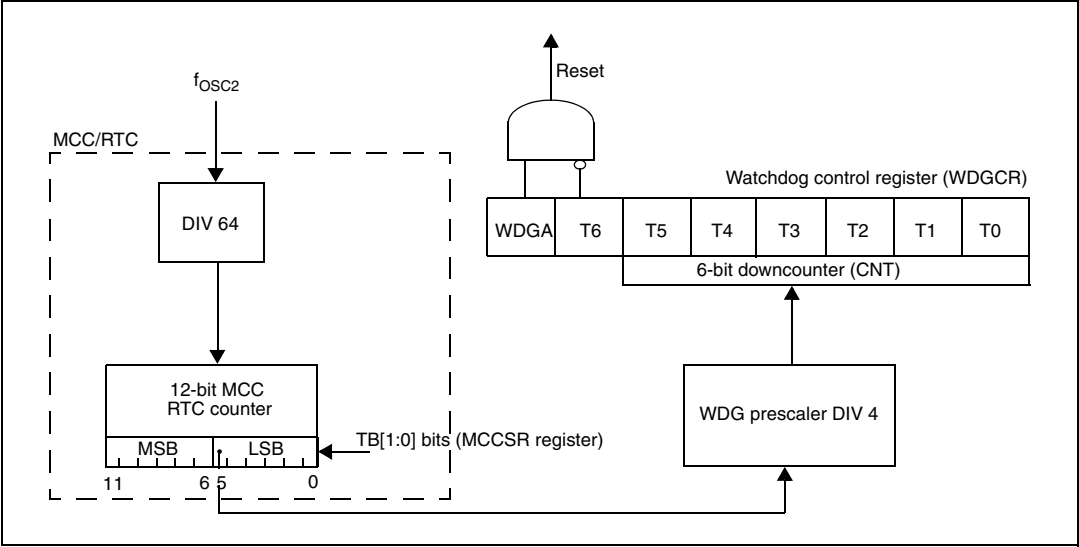 Reset
fOSC2
MCC/RTC
DIV 64
Watchdog control register (WDGCR)
WDGA T6 T5 T4 T3 T2 T1 T0
6-bit downcounter (CNT)
12-bit MCC
RTC counter
MSB LSB
TB[1:0] bits (MCCSR register)
11 6 5 0
WDG prescaler DIV 4